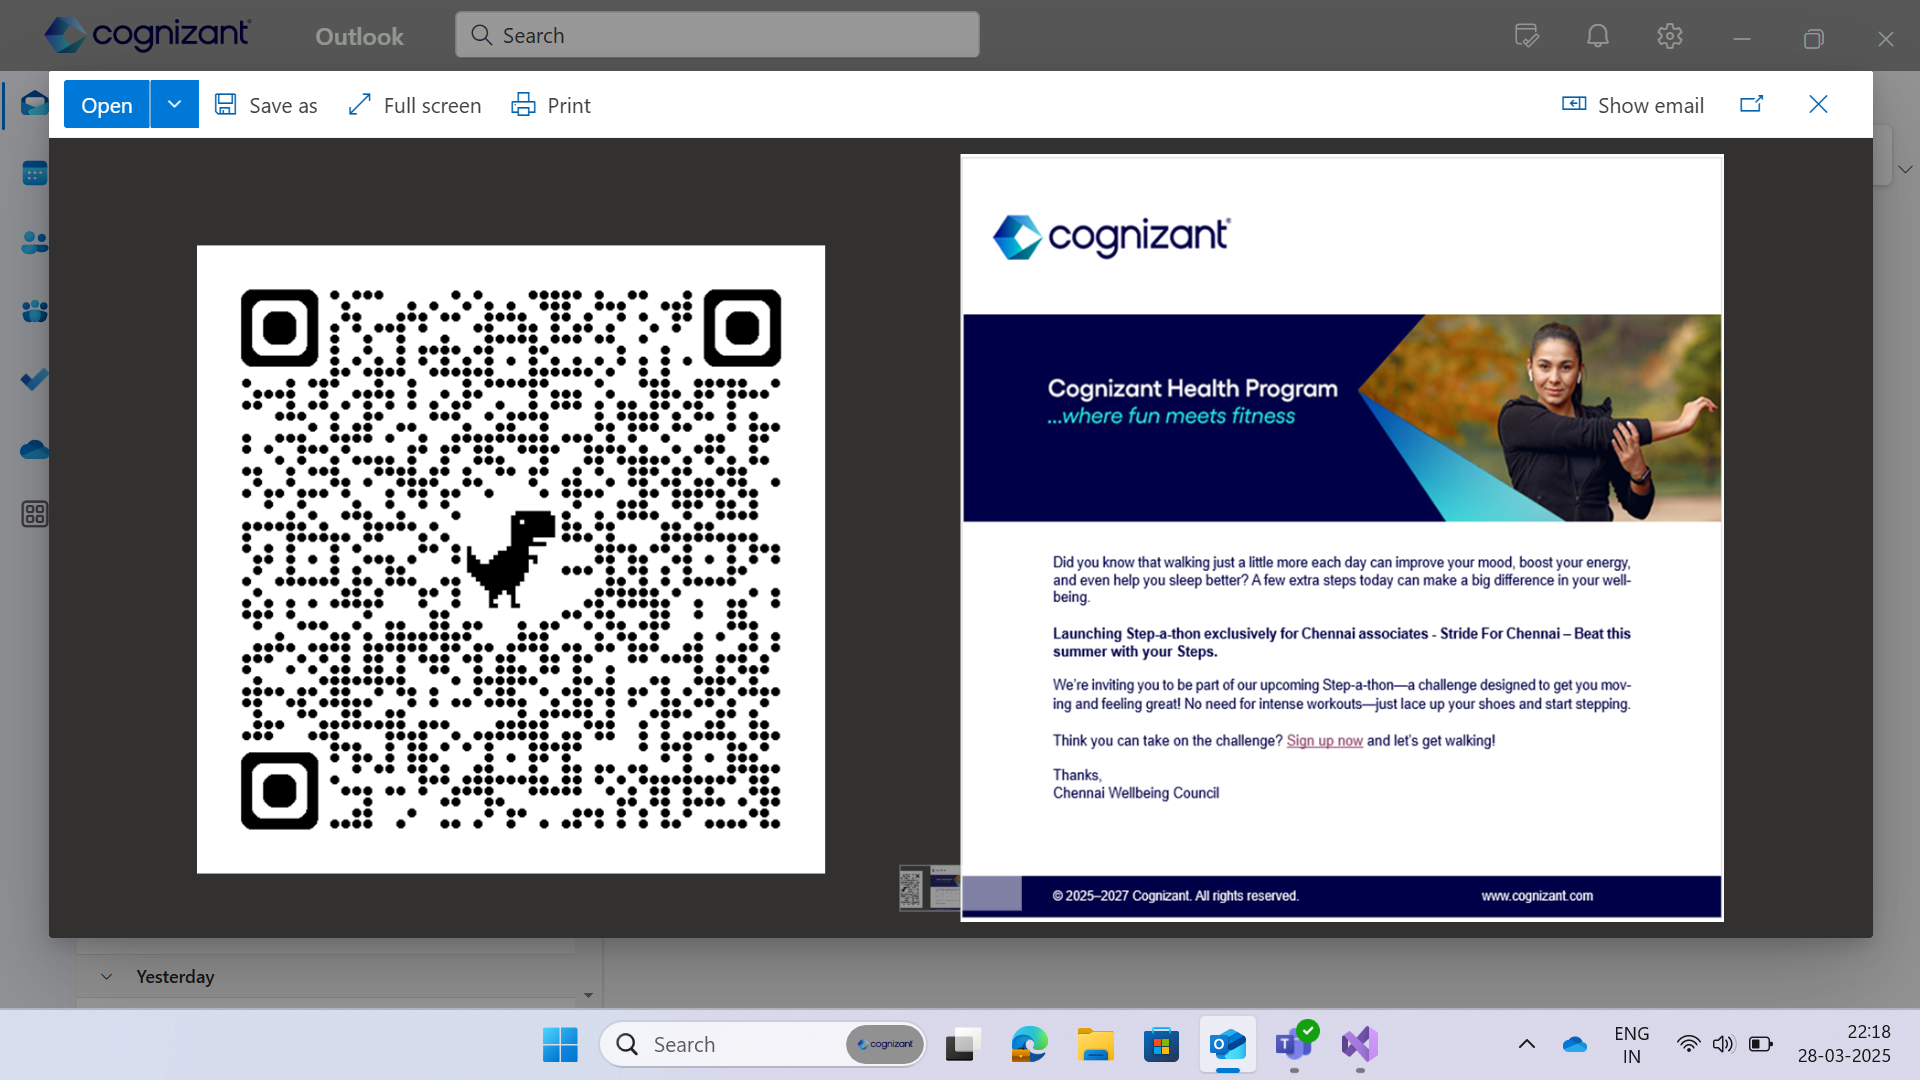 cognizant
Outlook
Search
Open
Save as
Full screen
Print
Show email
cognizant
Cognizant Health Program
...where fun meets fitness
Did you know that walking just a little more each day can improve your mood, boost your energy,
and even help you sleep better? A few extra steps today can make a big difference in your well-
being.
Launching Step-a-thon exclusively for Chennai associates - Stride For Chennai – Beat this
summer with your Steps.
We're inviting you to be part of our upcoming Step-a-thon—a challenge designed to get you mov-
ing and feeling great! No need for intense workouts—just lace up your shoes and start stepping.
Think you can take on the challenge? Sign up now and let's get walking!
Thanks,
Chennai Wellbeing Council
© 2025–2027 Cognizant. All rights reserved.
www.cognizant.com
Yesterday
Search
cognizant
ENG
IN
22:18
28-03-2025